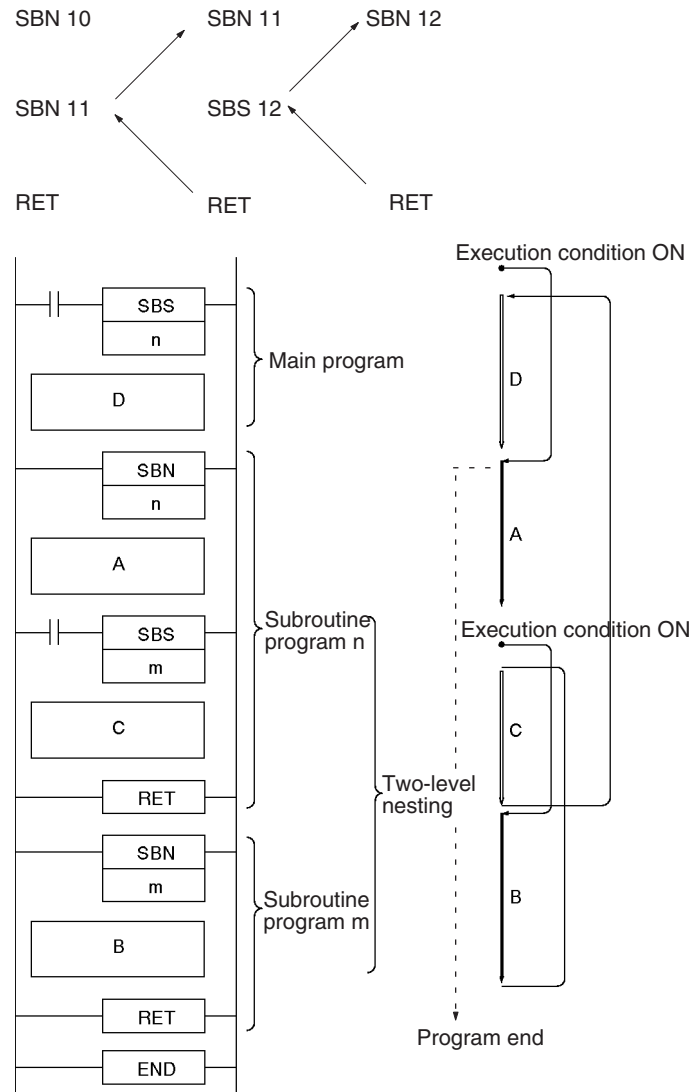 SBN 10 SBN 11 SBN 12
SBN 11 SBS 12
RET RET RET
Execution condition ON
SBS
n
Main program
D
D
SBN
n
A
A
SBS
m
Subroutine
program n
Execution condition ON
C
C
RET
Two-level
nesting
SBN
m
Subroutine
program m
B
B
RET
Program end
END